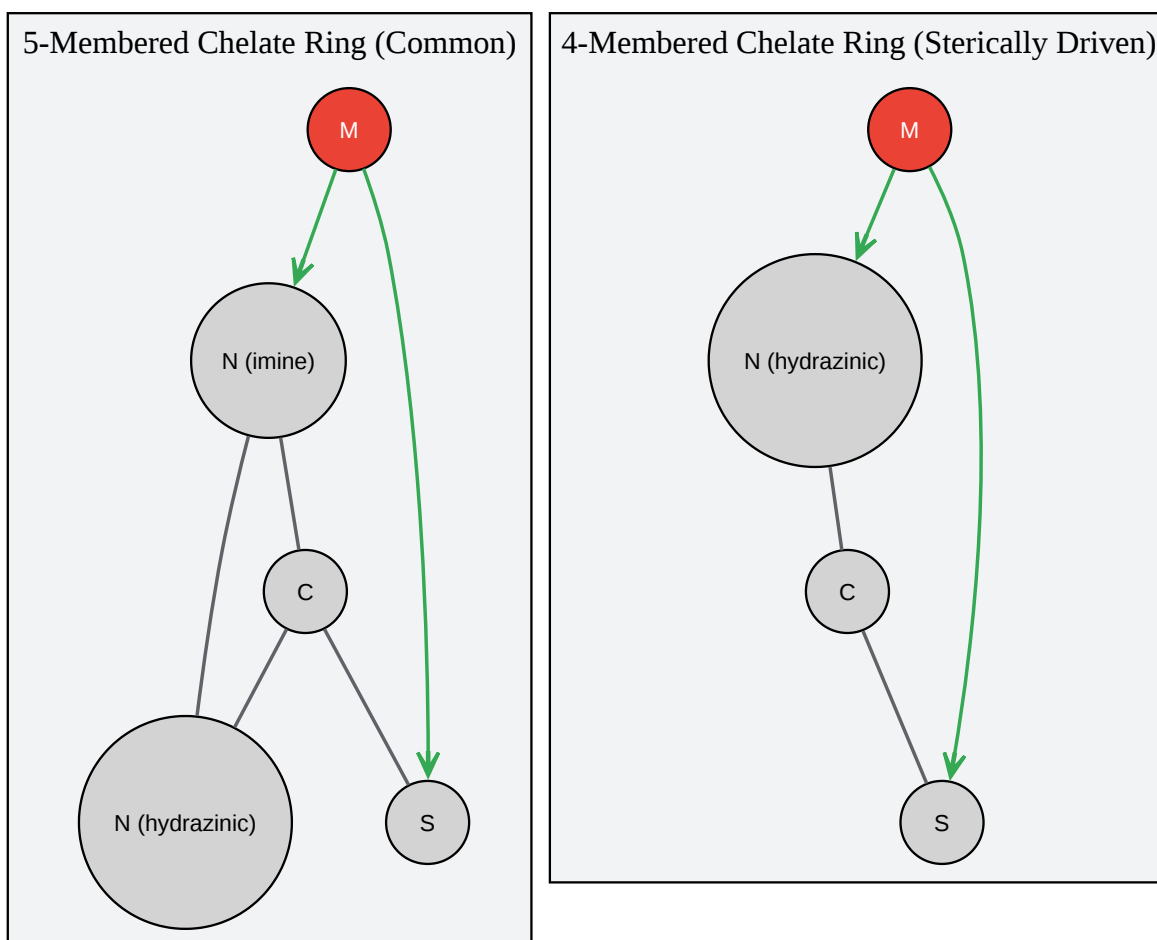 5-Membered Chelate Ring (Common)
M
N (imine)
C
N (hydrazinic)
S
4-Membered Chelate Ring (Sterically Driven)
M
N (hydrazinic)
C
S